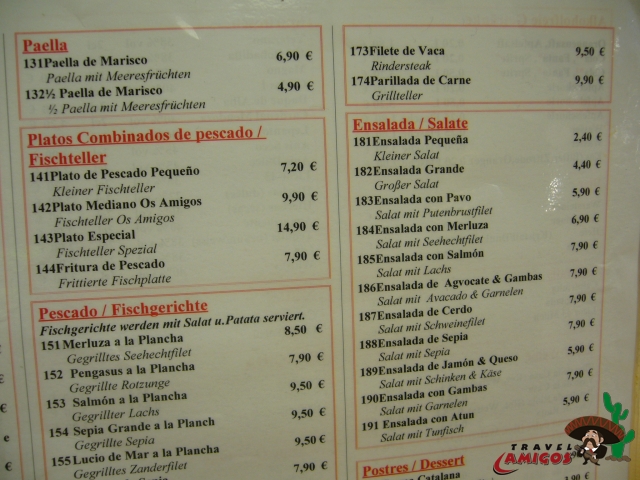 Paella
131Paella de Marisco 6,90 €
Paella mit Meeresfrüchten
132½ Paella de Marisco 4,90 €
½ Paella mit Meeresfrüchten
Platos Combinados de pescado /
Fischteller
141Plato de Pescado Pequeño 7,20 €
Kleiner Fischteller
142Plato Mediano Os Amigos 9,90 €
Fischteller Os Amigos
143Plato Especial 14,90 €
Fischteller Spezial
144Fritura de Pescado 7,90 €
Frittierte Fischplatte
Pescado / Fischgerichte
Fischgerichte werden mit Salat u.Patata serviert.
151 Merluza a la Plancha 8,50 €
Gegrilltes Seehechtfilet
152 Pengasus a la Plancha 7,90 €
Gegrillte Rotzunge
153 Salmón a la Plancha 9,50 €
Gegrillter Lachs
154 Sepia Grande a la Planch 9,50 €
Gegrillte Sepia
155 Lucio de Mar a la Plancha 9,50 €
Gegrilltes Zanderfilet
7,90 €
173Filete de Vaca 9,50 €
Rindersteak
174Parillada de Carne 9,90 €
Grillteller
Ensalada / Salate
181Ensalada Pequeña 2,40 €
Kleiner Salat
182Ensalada Grande 4,40 €
Großer Salat
183Ensalada con Pavo 5,90 €
Salat mit Putenbrustfilet
184Ensalada con Merluza 6,90 €
Salat mit Seehechtfilet
185Ensalada con Salmón 7,90 €
Salat mit Lachs
186Ensalada de Agvocate & Gambas 7,90 €
Salat mit Avacado & Garnelen
187Ensalada de Cerdo 7,90 €
Salat mit Schweinefilet
188Ensalada de Sepia 7,90 €
Salat mit Sepia
189Ensalada de Jamón & Queso 5,90 €
Salat mit Schinken & Käse
190Ensalada con Gambas 7,90 €
Salat mit Garnelen
191 Ensalada con Atun 5,90 €
Salat mit Tunfisch
Postres / Dessert
Catalana 3,90 €
TRAVEL
AMIGOS